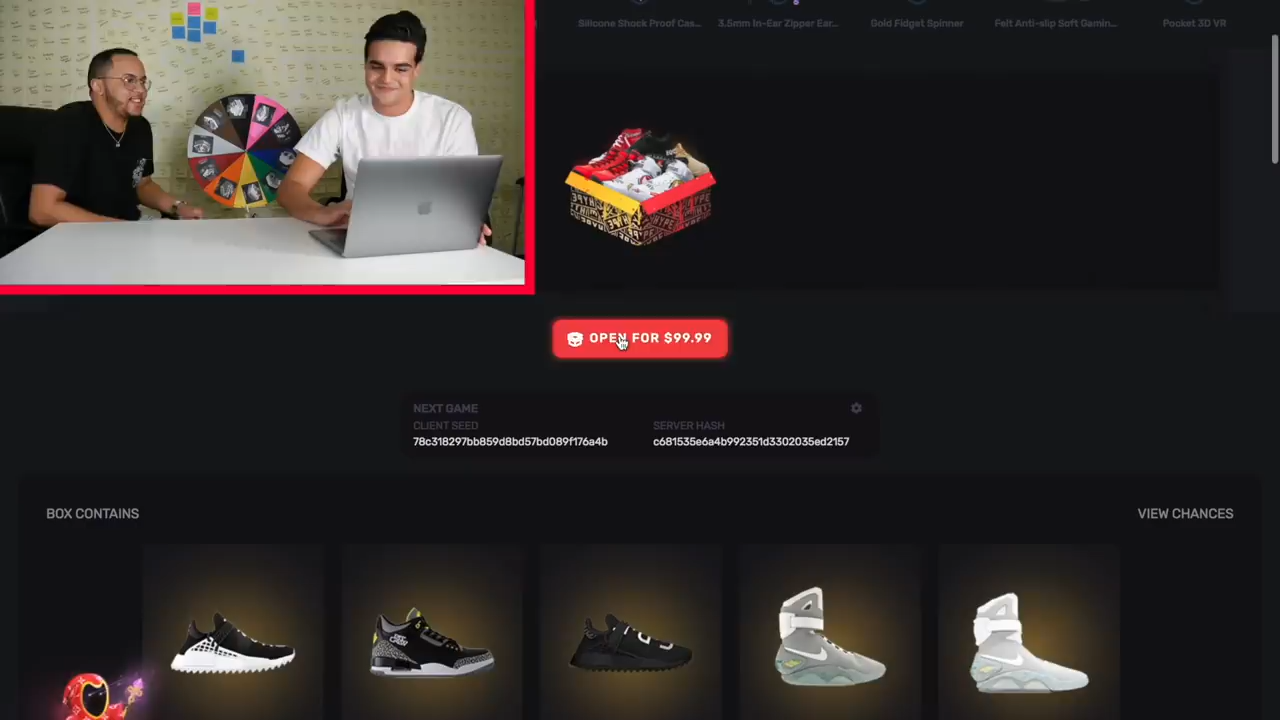 Silicone Shock Proof Cas...
3.5mm In-Ear Zipper Ear...
Gold Fidget Spinner
Felt Anti-slip Soft Gamin...
Pocket 3D VR
OPEN FOR $99.99
NEXT GAME
CLIENT SEED
78c318297bb859d8bd57bd089f176a4b
SERVER HASH
c681535e6a4b992351d3302035ed2157
BOX CONTAINS
VIEW CHANCES